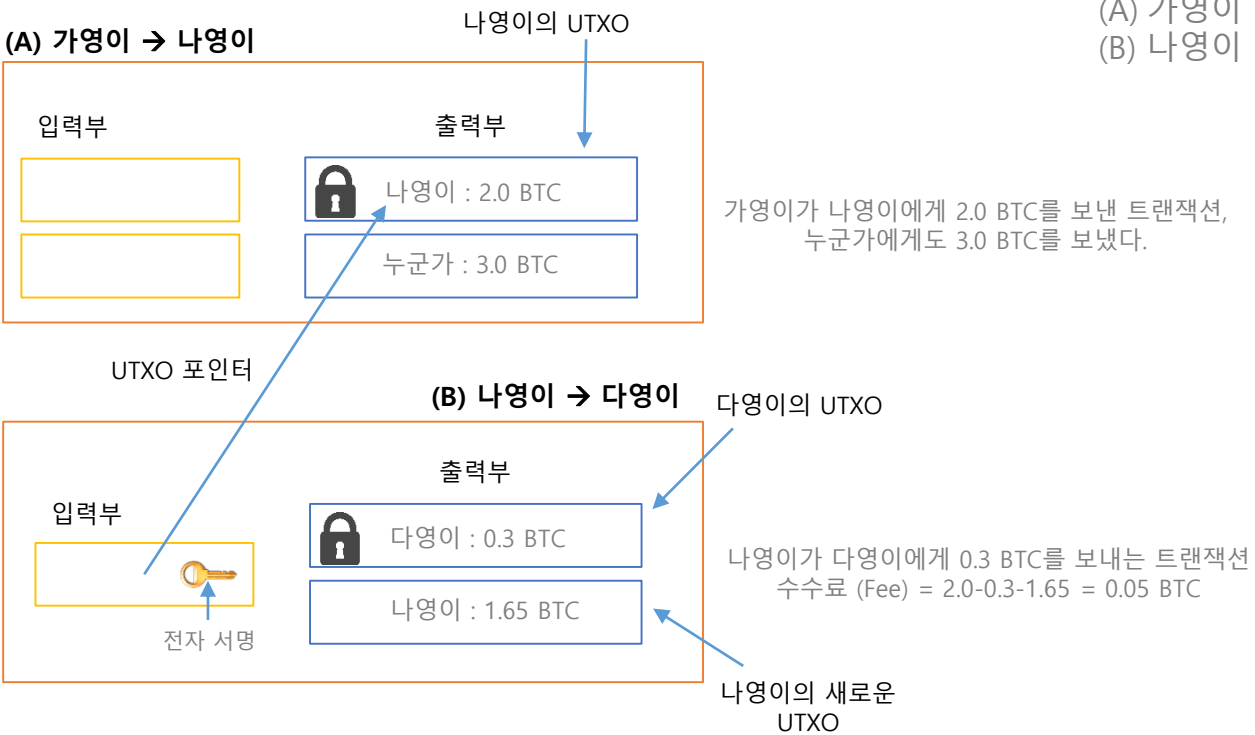 (A) 가영이
(B) 나영이
나영이의 UTXO
(A) 가영이 → 나영이
입력부
출력부
나영이 : 2.0 BTC
누군가 : 3.0 BTC
가영이가 나영이에게 2.0 BTC를 보낸 트랜잭션,
누군가에게도 3.0 BTC를 보냈다.
UTXO 포인터
(B) 나영이 → 다영이
다영이의 UTXO
출력부
입력부
다영이 : 0.3 BTC
나영이 : 1.65 BTC
전자 서명
나영이가 다영이에게 0.3 BTC를 보내는 트랜잭션
수수료 (Fee) = 2.0-0.3-1.65 = 0.05 BTC
나영이의 새로운
UTXO